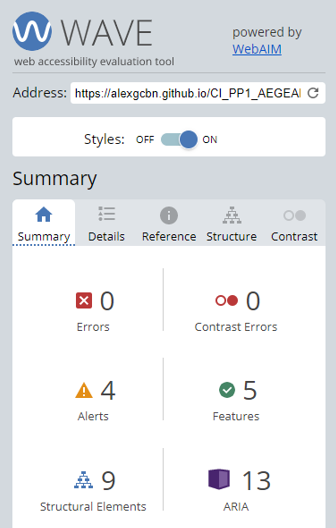 WAVE
web accessibility evaluation tool
powered by
WebAIM
Address: https://alexgcbn.github.io/CI_PP1_AEGEA
Styles: OFF ON
Summary
Summary Details Reference Structure Contrast
0 0
Errors Contrast Errors
4 5
Alerts Features
9 13
Structural Elements ARIA